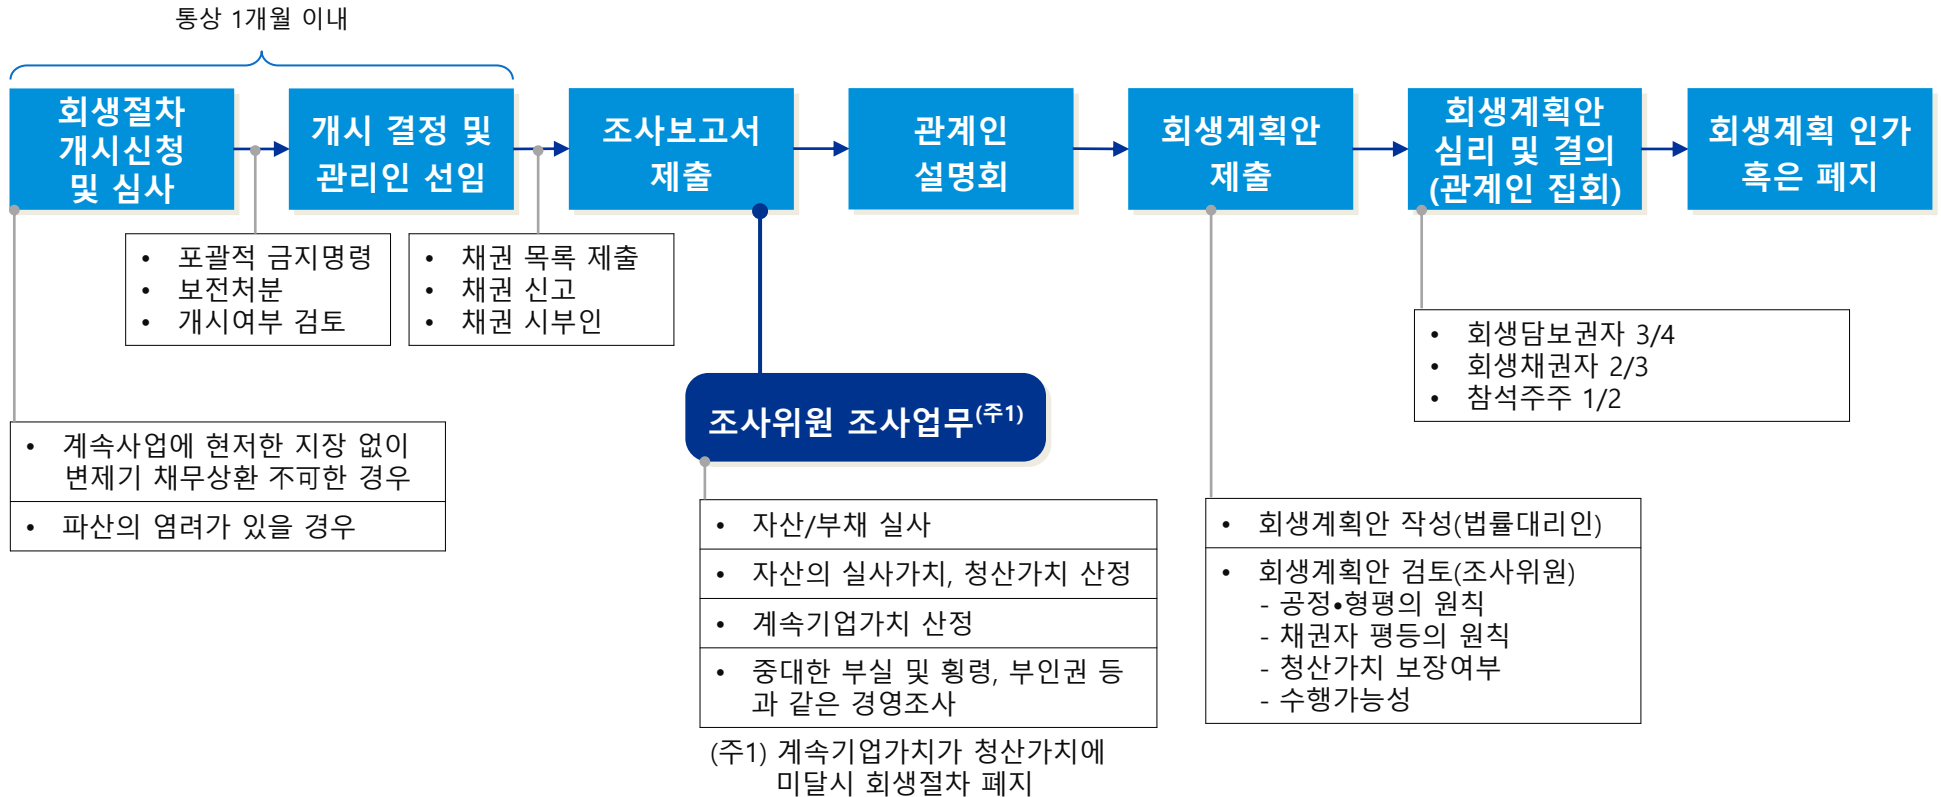 통상 1개월 이내
회생절차
개시신청
및 심사
개시 결정 및
관리인 선임
조사보고서
제출
관계인
설명회
회생계획안
제출
회생계획안
심리 및 결의
(관계인 집회)
회생계획 인가
혹은 폐지
• 포괄적 금지명령
• 보전처분
• 개시여부 검토
• 채권 목록 제출
• 채권 신고
• 채권 시부인
• 회생담보권자 3/4
• 회생채권자 2/3
• 참석주주 1/2
조사위원 조사업무(주1)
• 계속사업에 현저한 지장 없이
변제기 채무상환 不可한 경우
• 파산의 염려가 있을 경우
• 자산/부채 실사
• 자산의 실사가치, 청산가치 산정
• 계속기업가치 산정
• 중대한 부실 및 횡령, 부인권 등
과 같은 경영조사
(주1) 계속기업가치가 청산가치에
미달시 회생절차 폐지
• 회생계획안 작성(법률대리인)
• 회생계획안 검토(조사위원)
- 공정•형평의 원칙
- 채권자 평등의 원칙
- 청산가치 보장여부
- 수행가능성